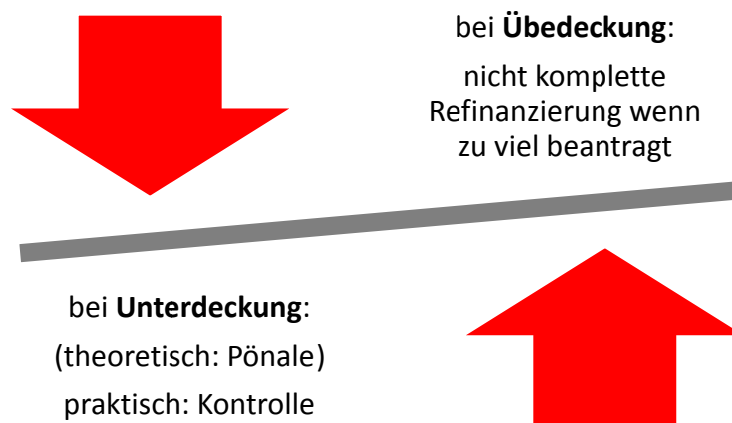 bei Übedeckung:
nicht komplette
Refinanzierung wenn
zu viel beantragt
bei Unterdeckung:
(theoretisch: Pönale)
praktisch: Kontrolle